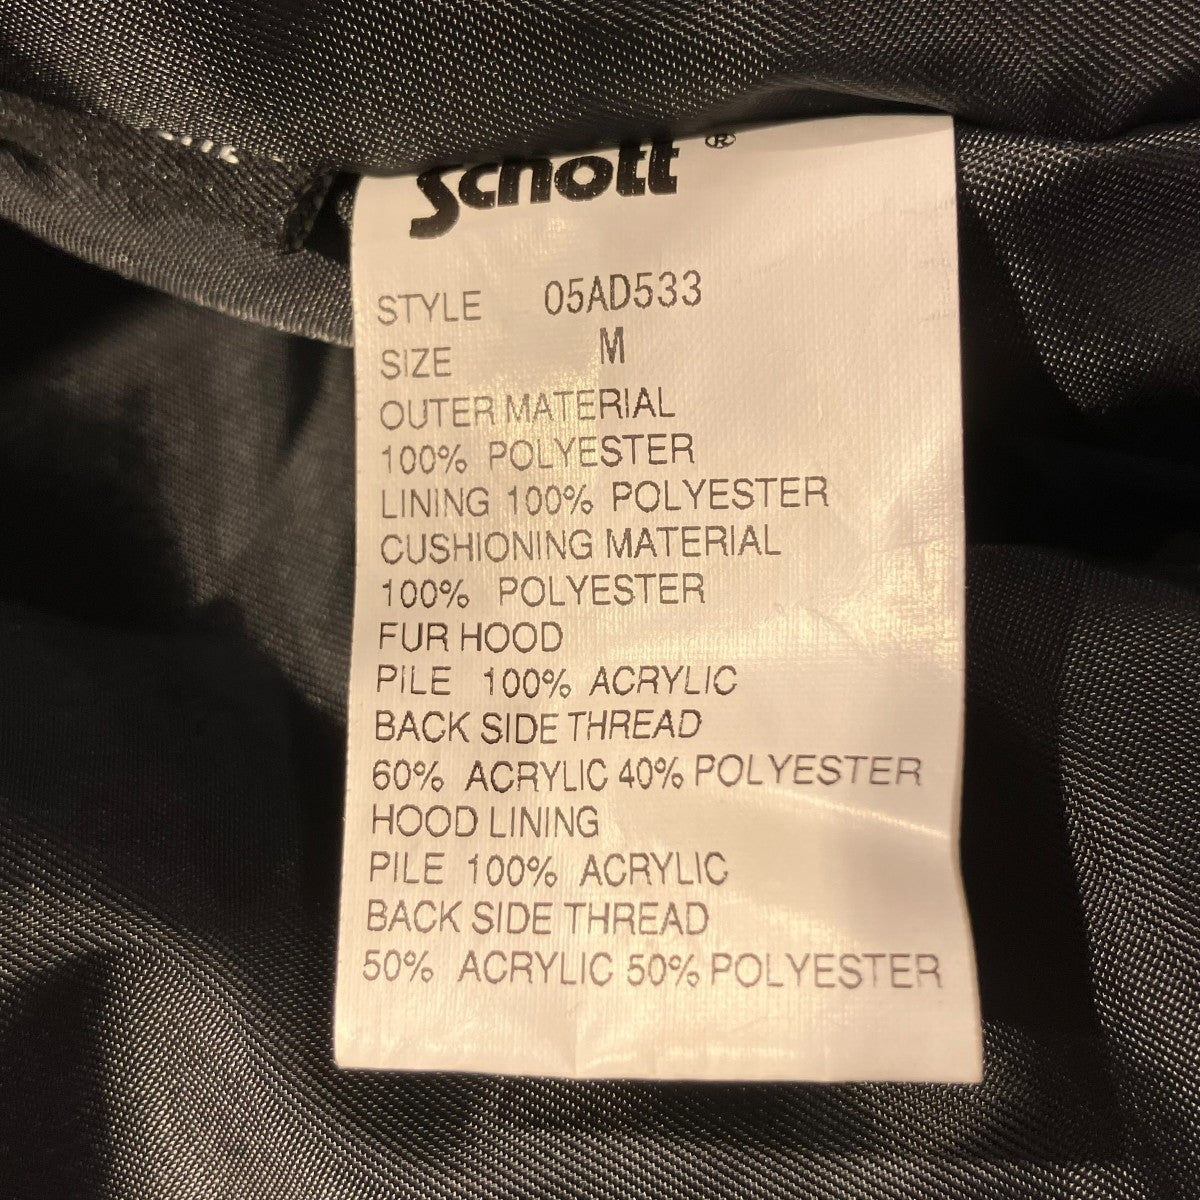 Schott ®
STYLE 05AD533
SIZE M
OUTER MATERIAL
100% POLYESTER
LINING 100% POLYESTER
CUSHIONING MATERIAL
100% POLYESTER
FUR HOOD
PILE 100% ACRYLIC
BACK SIDE THREAD
60% ACRYLIC 40% POLYESTER
HOOD LINING
PILE 100% ACRYLIC
BACK SIDE THREAD
50% ACRYLIC 50% POLYESTER